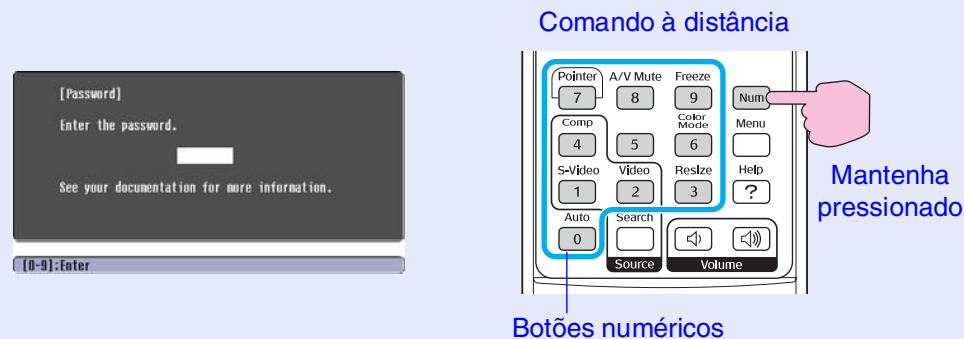 Comando à distância
[Password]
Enter the password.
See your documentation for more information.
[0-9]:Enter
Pointer A/V Mute Freeze
7 8 9 Num
Comp Color Mode Menu
4 5 6
S-Video Video Resize Help
1 2 3 ?
Auto Search
0
Source Volume
Mantenha
pressionado
Botões numéricos